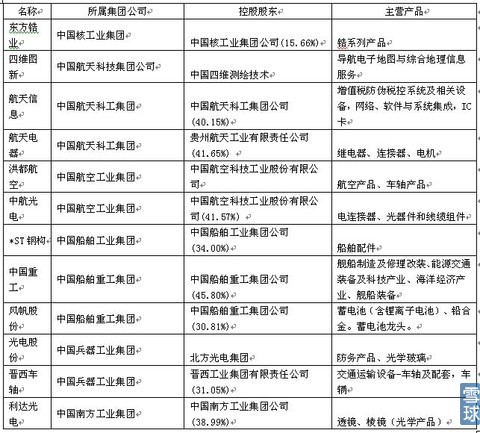 名称 所属集团公司 控股股东 主营产品
东方锆
业 中国核工业集团 中国核工业集团公司(15.66%) 锆系列产品
四维图
新 中国航天科技集团公司 中国四维测绘技术 导航电子地图与综合地理信息
服务
航天信
息 中国航天科工集团 中国航天科工集团公司
(40.15%) 增值税防伪税控系统及相关设
备,网络、软件与系统集成,IC
卡
航天电
器 中国航天科工集团 贵州航天工业有限责任公司
(41.65%) 继电器、连接器、电机
洪都航
空 中国航空工业集团 中国航空科技工业股份有限公
司 航空产品、车轴产品
中航光
电 中国航空工业集团 中国航空科技工业股份有限公
司(41.57%) 电连接器、光器件和线缆组件
*ST 钢构 中国船舶工业集团 中国船舶工业集团公司
(34.00%) 船舶配件
中国重
工 中国船舶重工集团 中国船舶重工集团公司
(45.80%) 舰船制造及修理改装、能源交通
装备及科技产业、海洋经济产
业、舰船装备
风帆股
份 中国船舶重工集团 中国船舶重工集团公司
(30.81%) 蓄电池(含锂离子电池)、铅合
金。蓄电池龙头。
光电股
份 中国兵器工业集团 北方光电集团 防务产品、光学玻璃
晋西车
轴 中国兵器工业集团 晋西工业集团有限责任公司
(31.05%) 交通运输设备-车轴及配套,车
辆
利达光
电 中国南方工业集团 中国南方工业集团公司
(38.99%) 透镜、棱镜(光学产品)
雪球